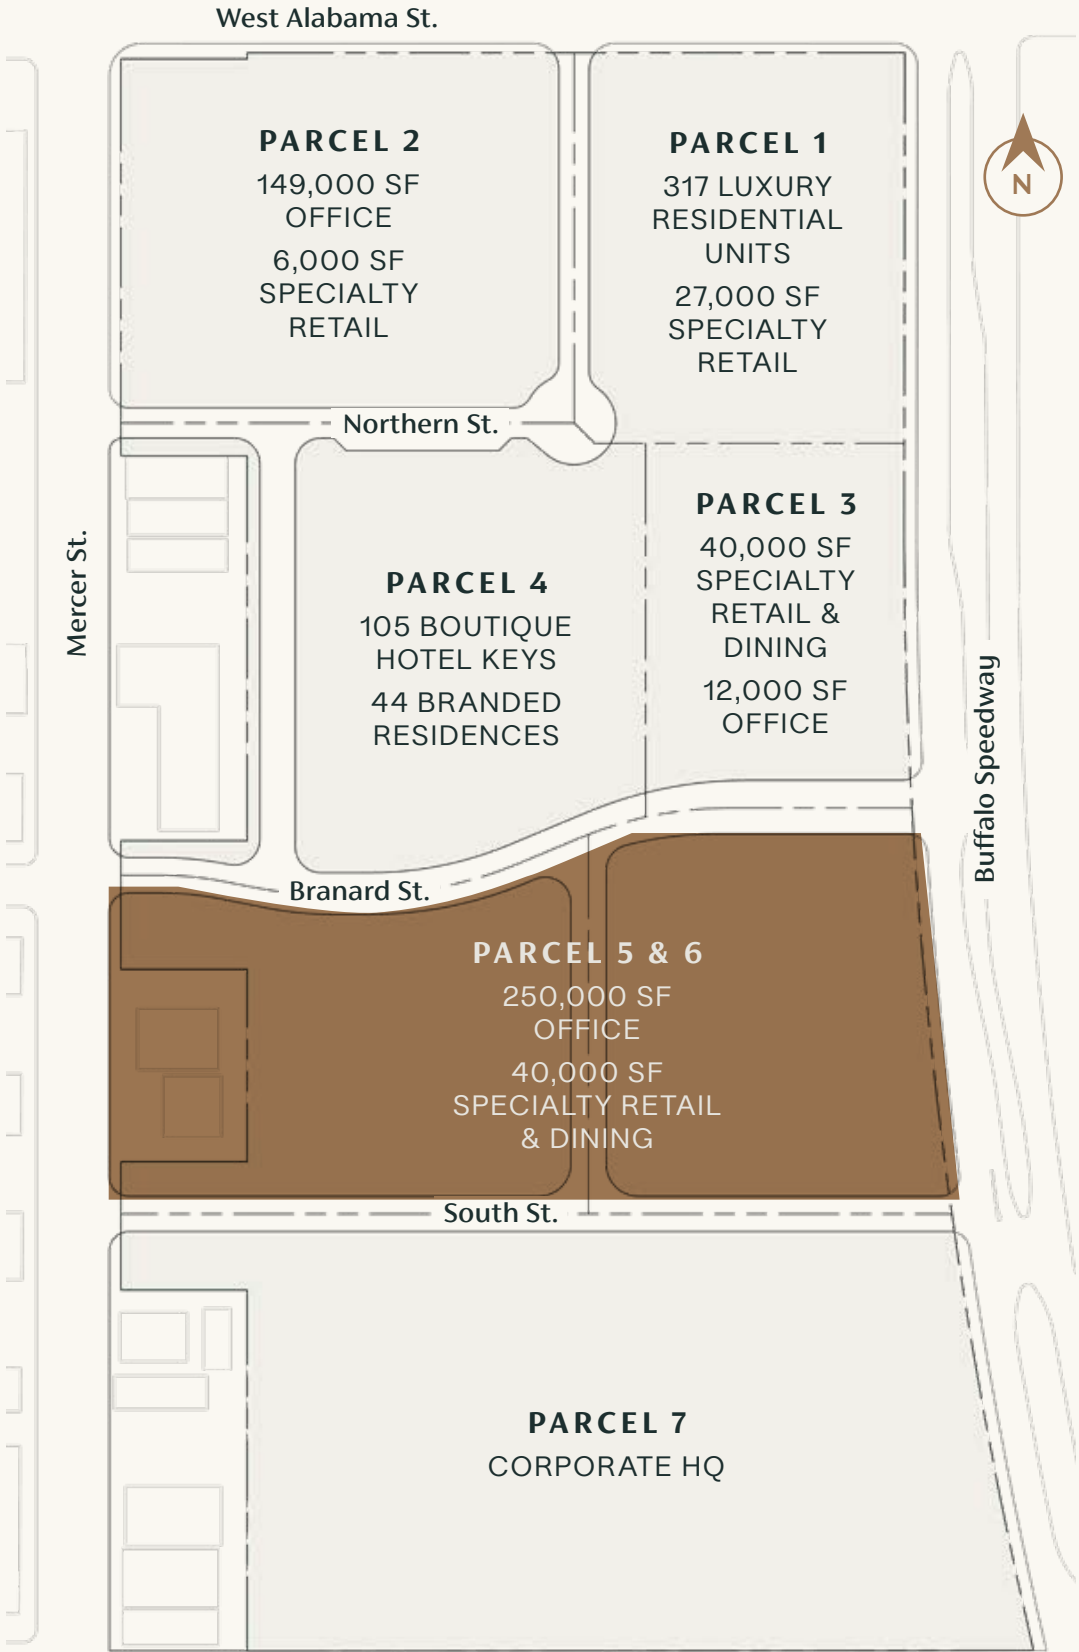 West Alabama St.
PARCEL 2
149,000 SF
OFFICE
6,000 SF
SPECIALTY
RETAIL
PARCEL 1
317 LUXURY
RESIDENTIAL
UNITS
27,000 SF
SPECIALTY
RETAIL
N
Northern St.
Mercer St.
PARCEL 4
105 BOUTIQUE
HOTEL KEYS
44 BRANDED
RESIDENCES
PARCEL 3
40,000 SF
SPECIALTY
RETAIL &
DINING
12,000 SF
OFFICE
Buffalo Speedway
Branard St.
PARCEL 5 & 6
250,000 SF
OFFICE
40,000 SF
SPECIALTY RETAIL
& DINING
South St.
PARCEL 7
CORPORATE HQ